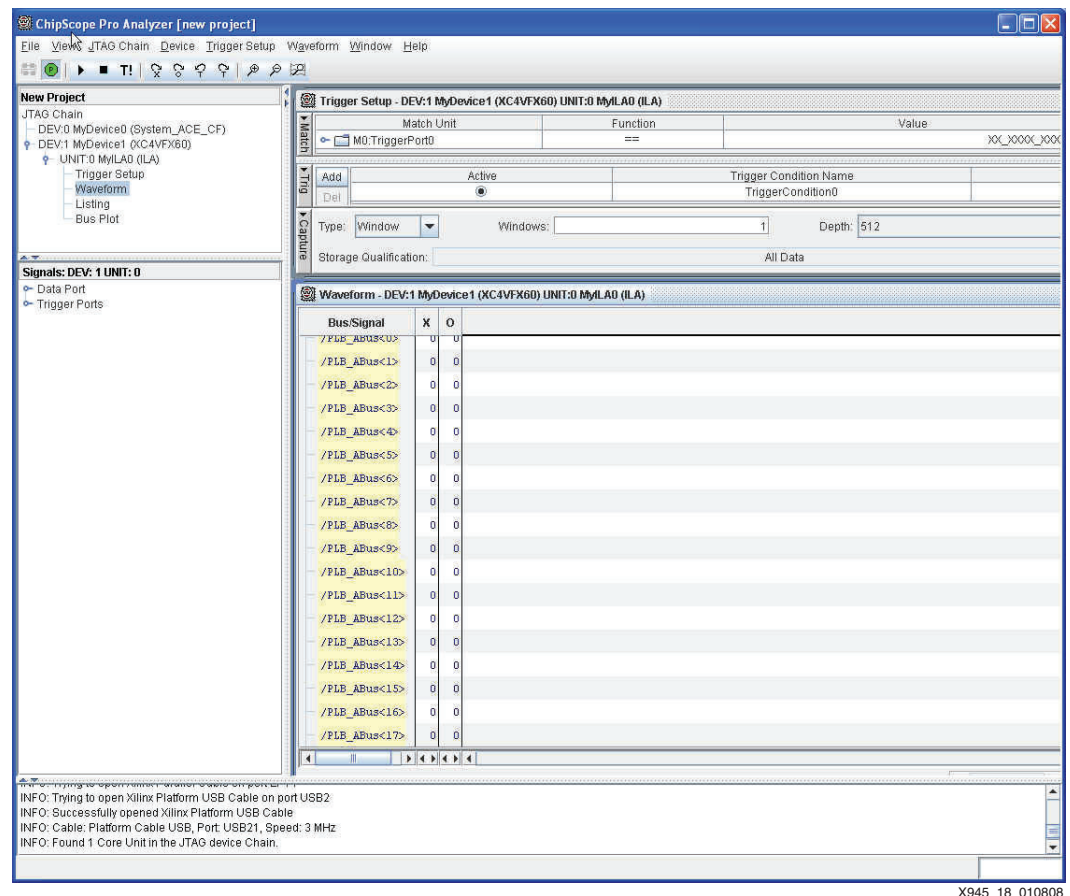 ChipScope Pro Analyzer [new project]
File View JTAG Chain Device Trigger Setup Waveform Window Help
T!
New Project
JTAG Chain
DEV:0 MyDevice0 (System_ACE_CF)
DEV:1 MyDevice1 (XC4VFX60)
UNIT:0 MyILA0 (ILA)
Trigger Setup
Waveform
Listing
Bus Plot
Signals: DEV: 1 UNIT: 0
Data Port
Trigger Ports
Trigger Setup - DEV:1 MyDevice1 (XC4VFX60) UNIT:0 MyILA0 (ILA)
Match
Match Unit Function Value
M0:TriggerPort0 == XX_XXXX_XXX
Trig
Add Active Trigger Condition Name
Del TriggerCondition0
Capture
Type: Window Windows: 1 Depth: 512
Storage Qualification: All Data
Waveform - DEV:1 MyDevice1 (XC4VFX60) UNIT:0 MyILA0 (ILA)
Bus/Signal X O
/PLB_ABus<0> 0 0
/PLB_ABus<1> 0 0
/PLB_ABus<2> 0 0
/PLB_ABus<3> 0 0
/PLB_ABus<4> 0 0
/PLB_ABus<5> 0 0
/PLB_ABus<6> 0 0
/PLB_ABus<7> 0 0
/PLB_ABus<8> 0 0
/PLB_ABus<9> 0 0
/PLB_ABus<10> 0 0
/PLB_ABus<11> 0 0
/PLB_ABus<12> 0 0
/PLB_ABus<13> 0 0
/PLB_ABus<14> 0 0
/PLB_ABus<15> 0 0
/PLB_ABus<16> 0 0
/PLB_ABus<17> 0 0
INFO: Trying to open Xilinx Parallel Cable on port
INFO: Trying to open Xilinx Platform USB Cable on port USB2
INFO: Successfully opened Xilinx Platform USB Cable
INFO: Cable: Platform Cable USB, Port: USB21, Speed: 3 MHz
INFO: Found 1 Core Unit in the JTAG device Chain.
X945_18_010808